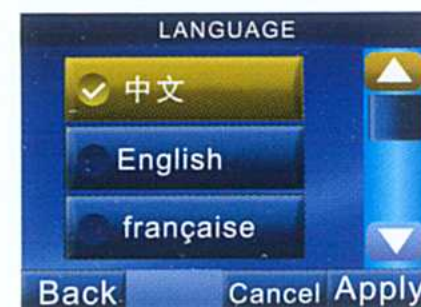 LANGUAGE
中文
English
française
Back Cancel Apply